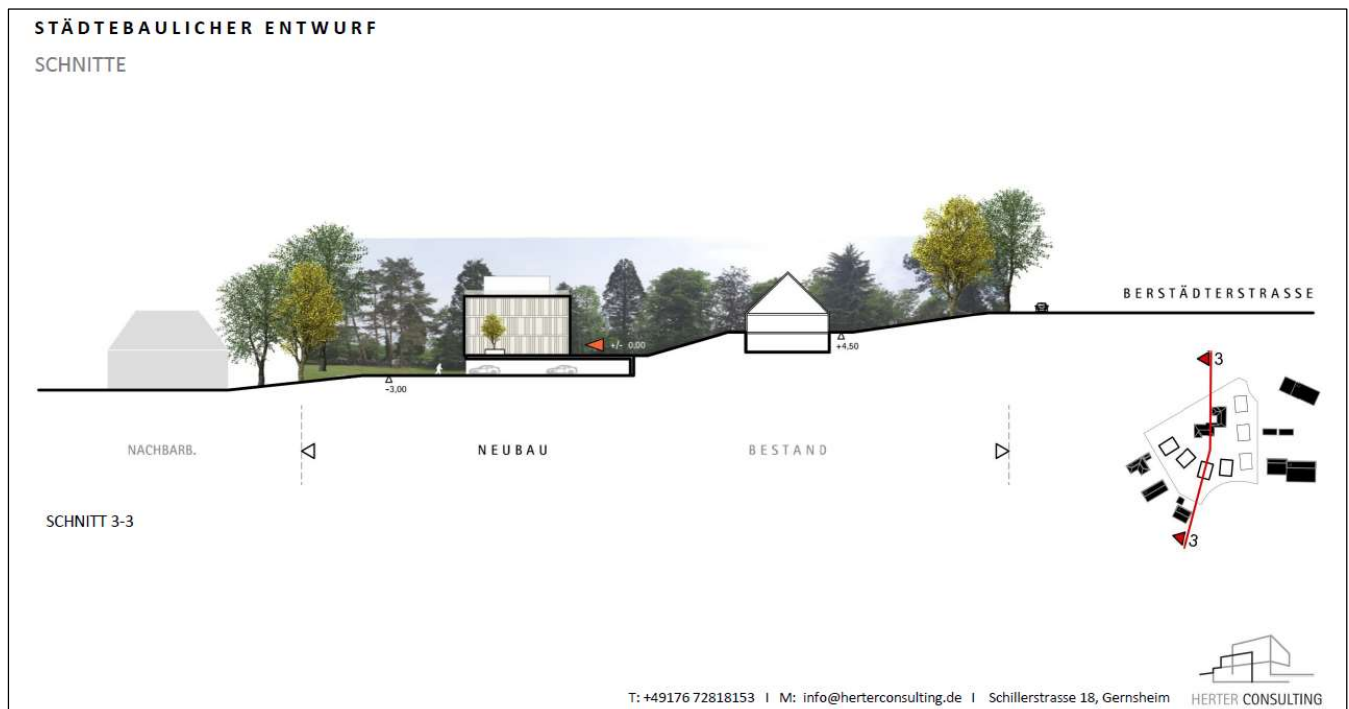 STÄDTEBAULICHER ENTWURF
SCHNITTE
BERSTÄDTERSTRASSE
+/- 0,00
+4,50
-3,00
3
NACHBARB.
NEUBAU
BESTAND
SCHNITT 3-3
3
T: +49176 72818153 I M: info@herterconsulting.de I Schillerstrasse 18, Gernsheim
HERTER CONSULTING